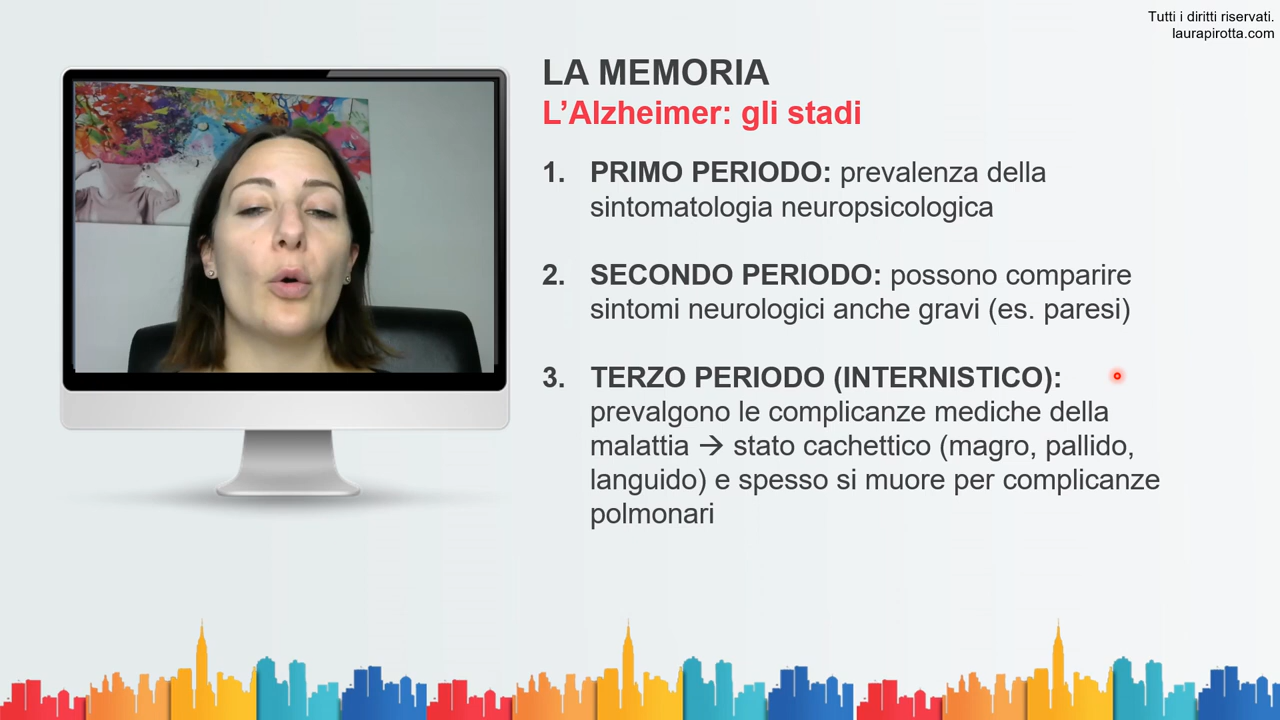 Tutti i diritti riservati.
laurapirotta.com
LA MEMORIA
L’Alzheimer: gli stadi
1. PRIMO PERIODO: prevalenza della
sintomatologia neuropsicologica
2. SECONDO PERIODO: possono comparire
sintomi neurologici anche gravi (es. paresi)
3. TERZO PERIODO (INTERNISTICO):
prevalgono le complicanze mediche della
malattia → stato cachettico (magro, pallido,
languido) e spesso si muore per complicanze
polmonari